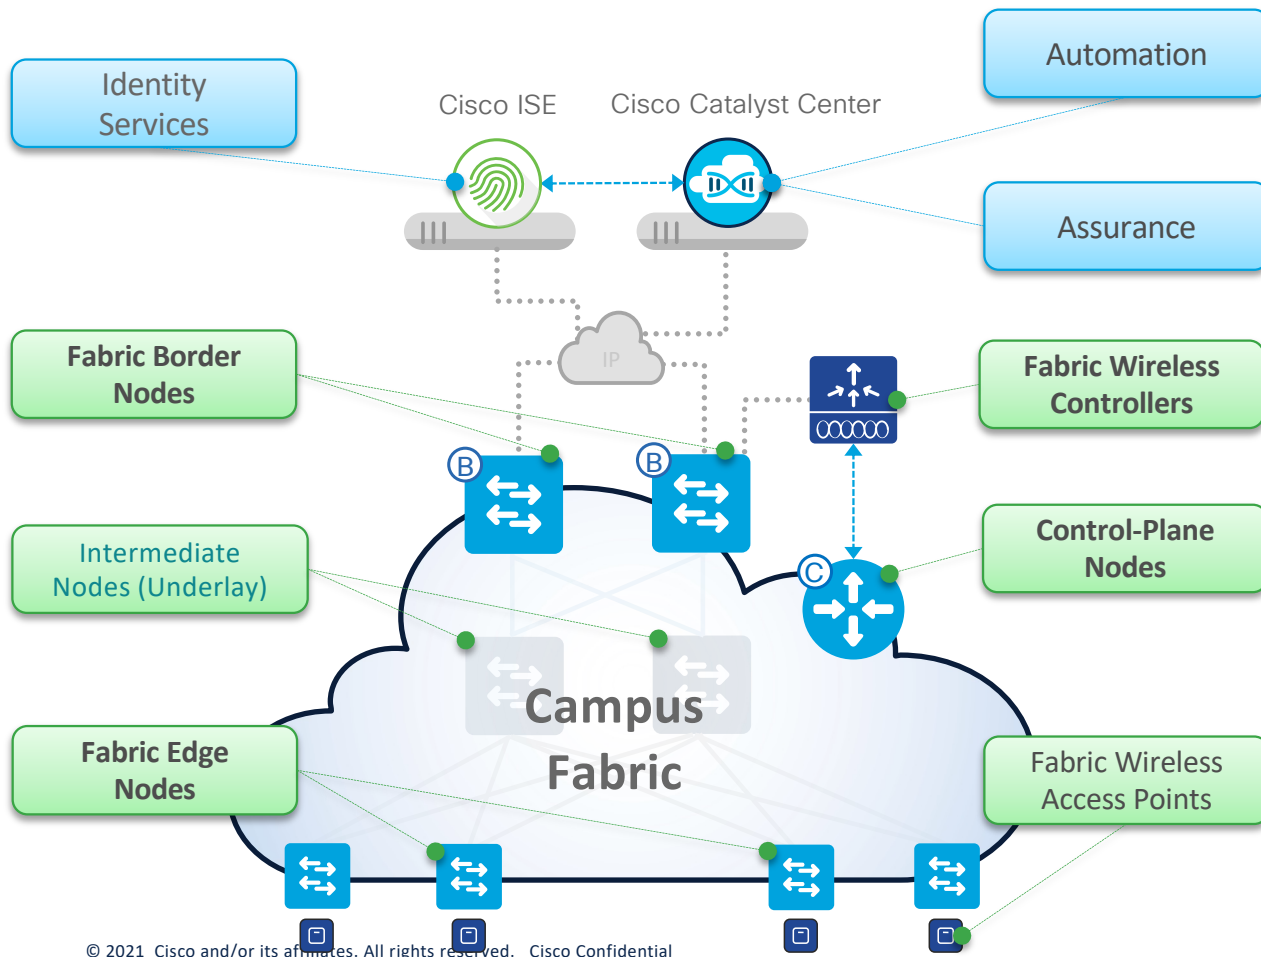 Automation
Identity
Services
Cisco ISE
Cisco Catalyst Center
Assurance
IP
Fabric Border
Nodes
Fabric Wireless
Controllers
B
B
Intermediate
Nodes (Underlay)
Control-Plane
Nodes
C
Campus
Fabric
Fabric Edge
Nodes
Fabric Wireless
Access Points
© 2021 Cisco and/or its affiliates. All rights reserved. Cisco Confidential